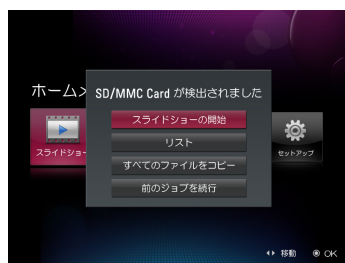 ホームメ
SD/MMC Card が検出されました
スライドショーの開始
リスト
すべてのファイルをコピー
前のジョブを続行
スライドショー
セットアップ
移動
OK